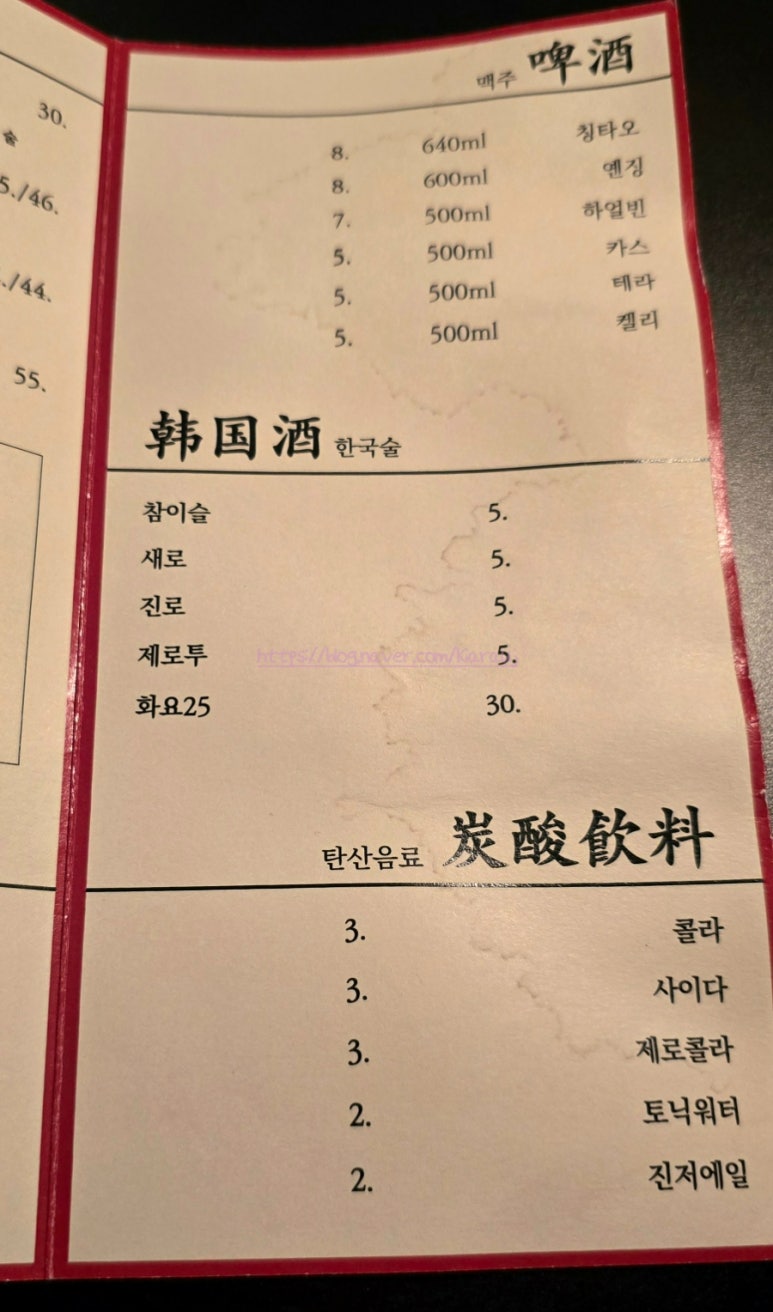 30.
술
5./46.
./44.
55.
맥주 啤酒
8. 640ml 칭타오
8. 600ml 옌징
7. 500ml 하얼빈
5. 500ml 카스
5. 500ml 테라
5. 500ml 켈리
韩国酒 한국술
참이슬 5.
새로 5.
진로 5.
제로투 5.
화요25 30.
탄산음료 炭酸飮料
3. 콜라
3. 사이다
3. 제로콜라
2. 토닉워터
2. 진저에일